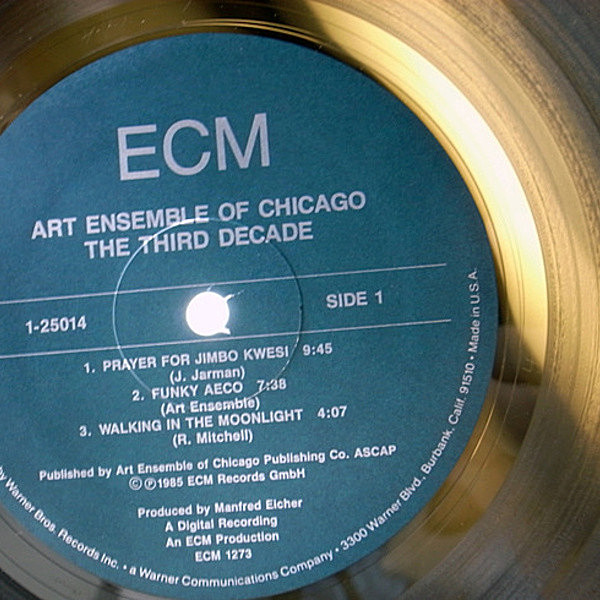 ECM
ART ENSEMBLE OF CHICAGO
THE THIRD DECADE
1-25014
SIDE 1
1. PRAYER FOR JIMBO KWESI 9:45
(J. Jarman)
2. FUNKY AECO 7:38
(Art Ensemble)
3. WALKING IN THE MOONLIGHT 4:07
(R. Mitchell)
Published by Art Ensemble of Chicago Publishing Co. ASCAP
©℗1985 ECM Records GmbH
Produced by Manfred Eicher
A Digital Recording
An ECM Production
ECM 1273
by Warner Bros. Records Inc. • a Warner Communications Company • 3300 Warner Blvd., Burbank, Calif. 91510 • Made in U.S.A.